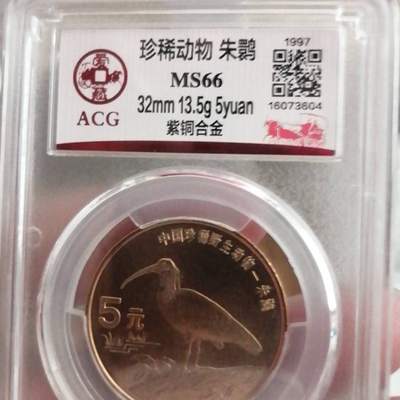 珍稀动物 朱鹮
1997
MS66
32mm 13.5g 5yuan
16073604
紫铜合金
ACG
中国珍稀野生动物—朱鹮
5元